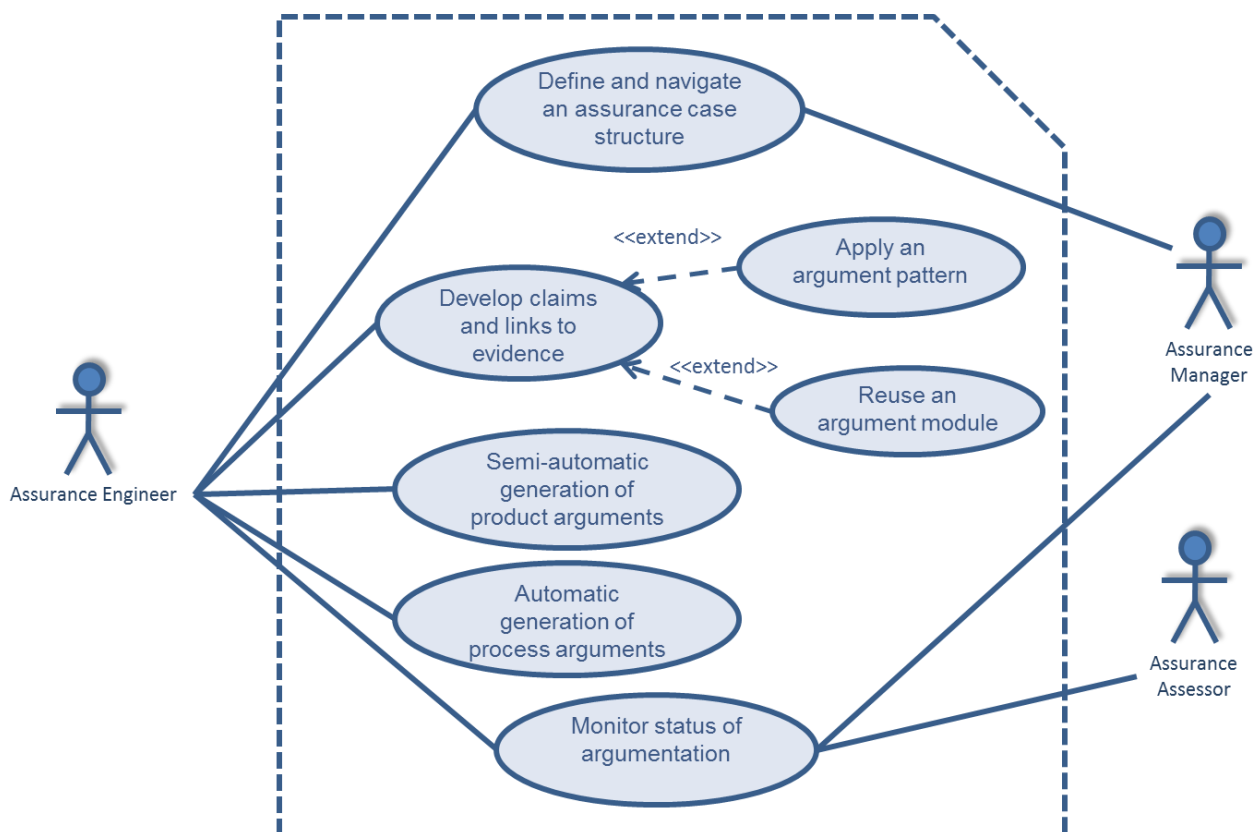 Define and navigate
an assurance case
structure
<<extend>>
Apply an
argument pattern
Develop claims
and links to
evidence
<<extend>>
Reuse an
argument module
Assurance
Manager
Semi-automatic
generation of
product arguments
Assurance Engineer
Automatic
generation of
process arguments
Assurance
Assessor
Monitor status of
argumentation